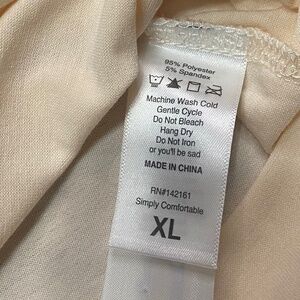 95% Polyester
5% Spandex
Machine Wash Cold
Gentle Cycle
Do Not Bleach
Hang Dry
Do Not Iron
or you'll be sad
MADE IN CHINA
RN#142161
Simply Comfortable
XL